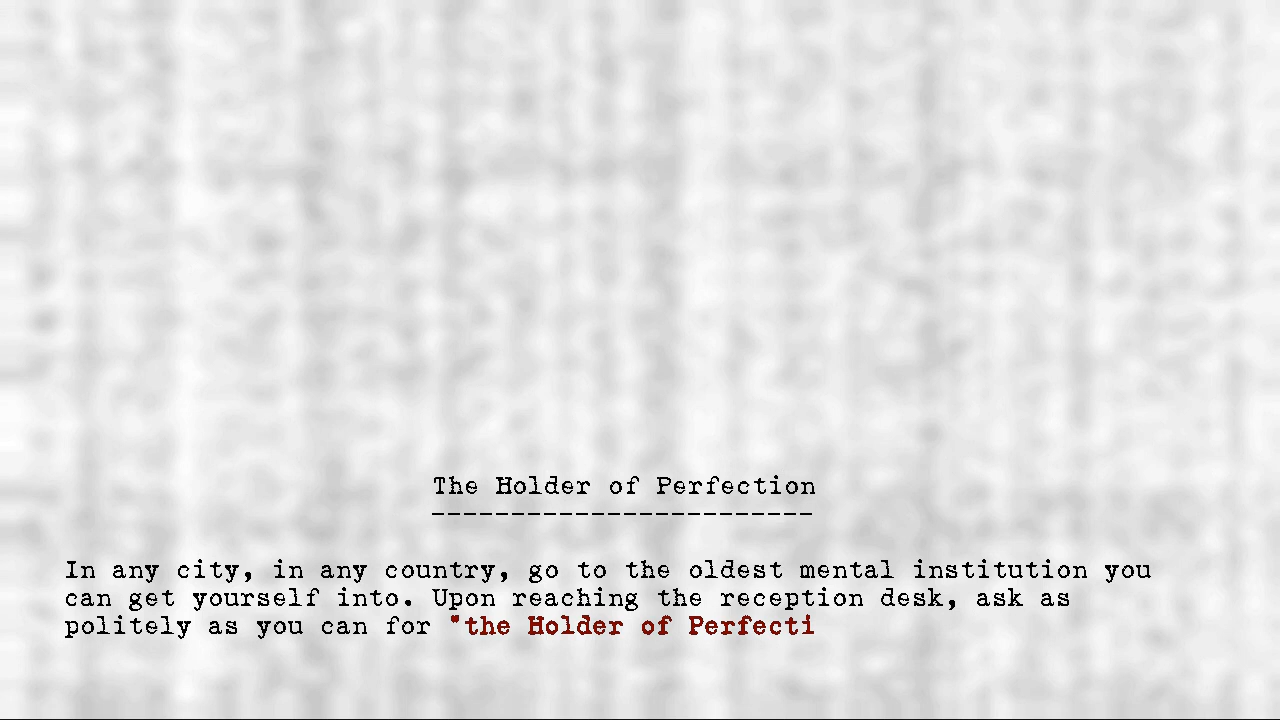 The Holder of Perfection
------------------------
In any city, in any country, go to the oldest mental institution you
can get yourself into. Upon reaching the reception desk, ask as
politely as you can for "the Holder of Perfecti